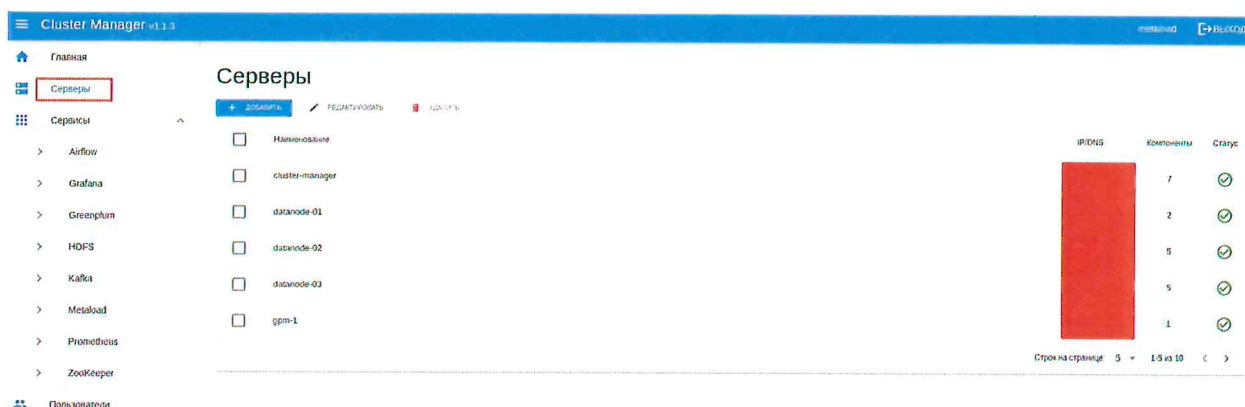 Cluster Manager v1.1.3
metaload ВЫХОД
Главная
Серверы
Серверы
+ ДОБАВИТЬ РЕДАКТИРОВАТЬ УДАЛИТЬ
Сервисы
Наименование IP/DNS Компоненты Статус
Airflow
cluster-manager 7
Grafana
datanode-01 2
Greenplum
HDFS
datanode-02 5
Kafka
datanode-03 5
Metaload
gpm-1 1
Prometheus
Строк на странице: 5 1-5 из 10
ZooKeeper
Пользователи